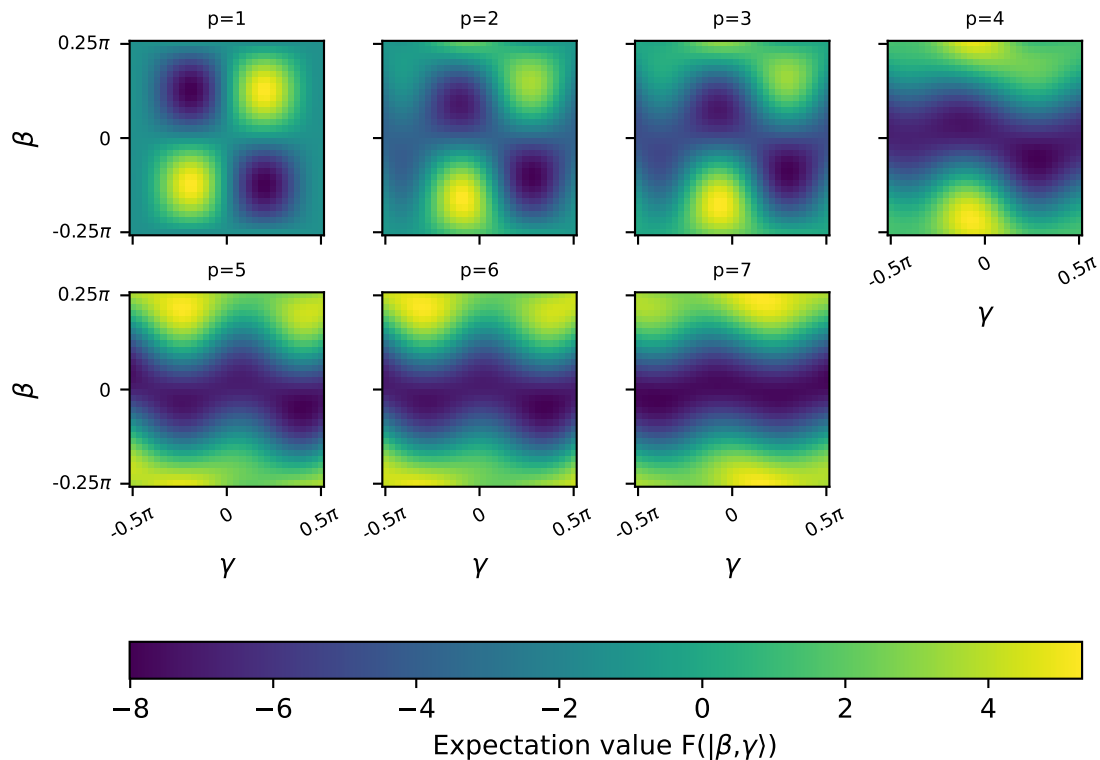 p=1 p=2 p=3 p=4
0.25π
β
0
-0.25π
-0.5π 0 0.5π
γ
p=5 p=6 p=7
0.25π
β
0
-0.25π
-0.5π 0 0.5π -0.5π 0 0.5π -0.5π 0 0.5π
γ γ γ
−8 −6 −4 −2 0 2 4
Expectation value F(|β,γ⟩)